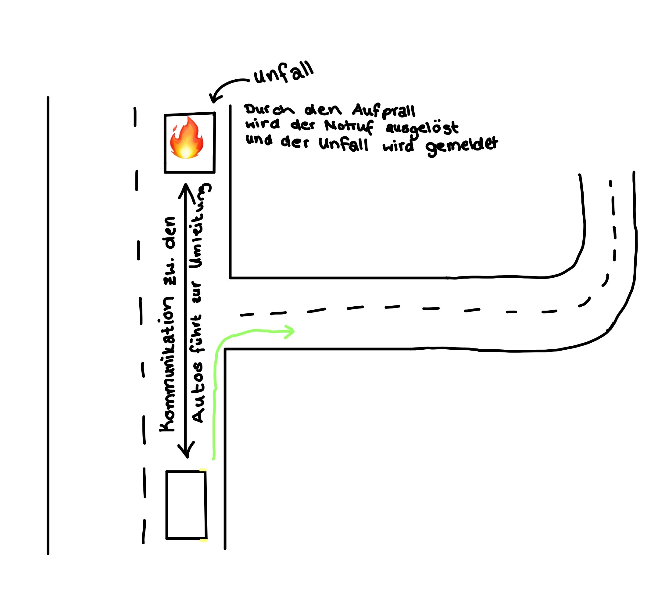 Unfall
Durch den Aufprall
wird der Notruf ausgelöst
und der Unfall wird gemeldet
Kommunikation zw. den
Autos führt zur Umleitung